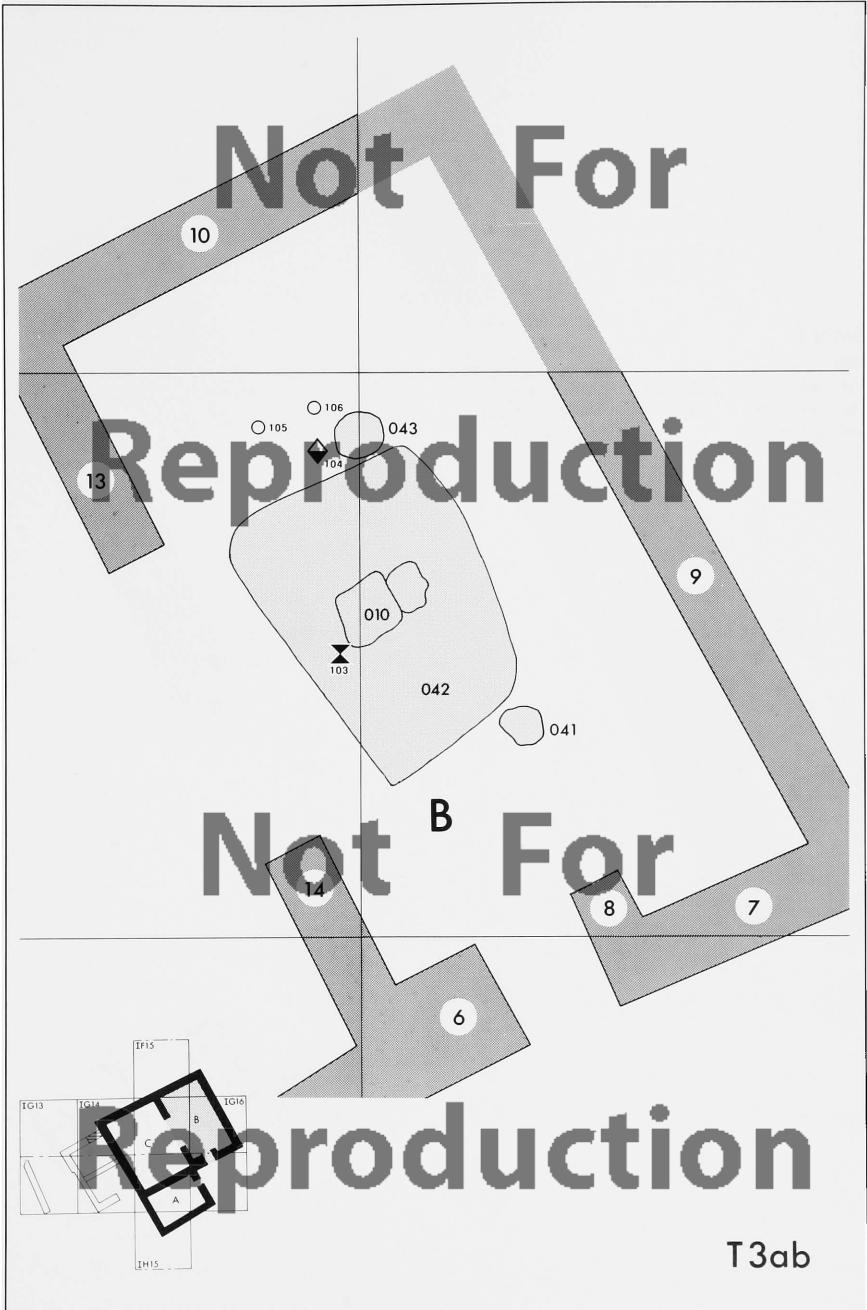 Not For
10
106
105
043
104
Reproduction
13
9
010
103
042
041
B
Not For
14
8
7
6
IF15
IG13
IG14
IG16
B
C
A
Reproduction
T3ab
IH15